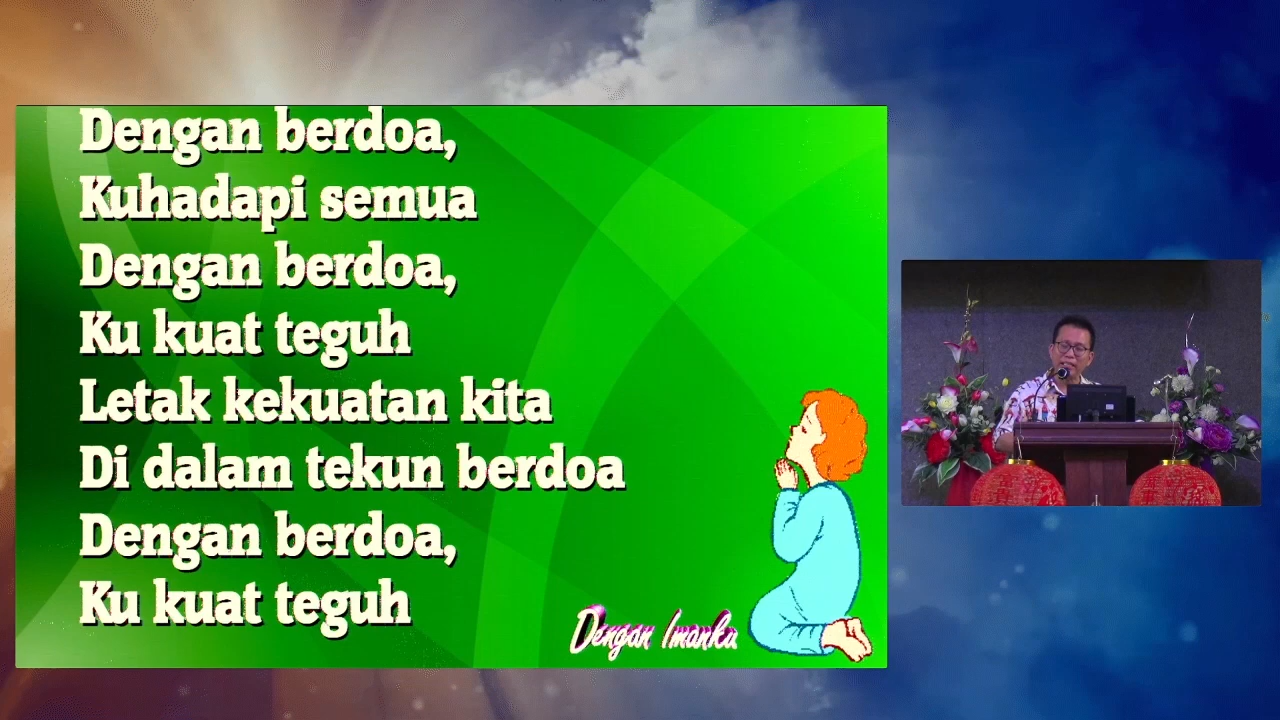 Dengan berdoa,
Kuhadapi semua
Dengan berdoa,
Ku kuat teguh
Letak kekuatan kita
Di dalam tekun berdoa
Dengan berdoa,
Ku kuat teguh
Dengan Imanku